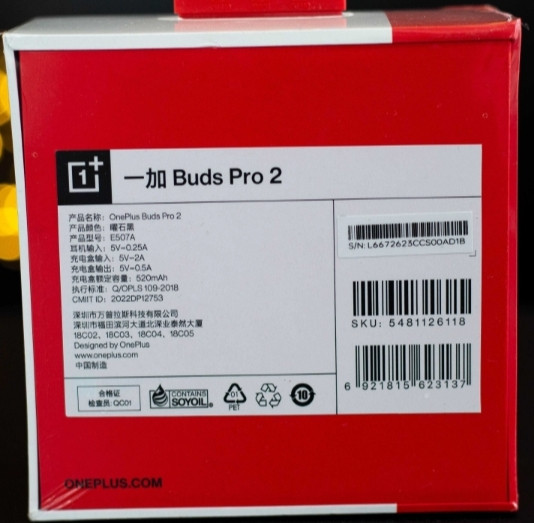 一加 Buds Pro 2
产品名称: OnePlus Buds Pro 2
产品颜色: 曜石黑
产品型号: E507A
耳机输入: 5V⎓0.25A
充电盒输入: 5V⎓2A
充电盒输出: 5V⎓0.5A
充电盒额定容量: 520mAh
执行标准: Q/OPLS 109-2018
CMIIT ID: 2022DP12753
深圳市万普拉斯科技有限公司
深圳市福田滨河大道北深业泰然大厦
18C02、18C03、18C04、18C05
Designed by OnePlus
www.oneplus.com
中国制造
S/N: L6672623CCS00AD1B
SKU: 5481126118
6 921815 623137
合格证
检查员: QC01
CONTAINS
SOYOIL
01
PET
10
ONEPLUS.COM